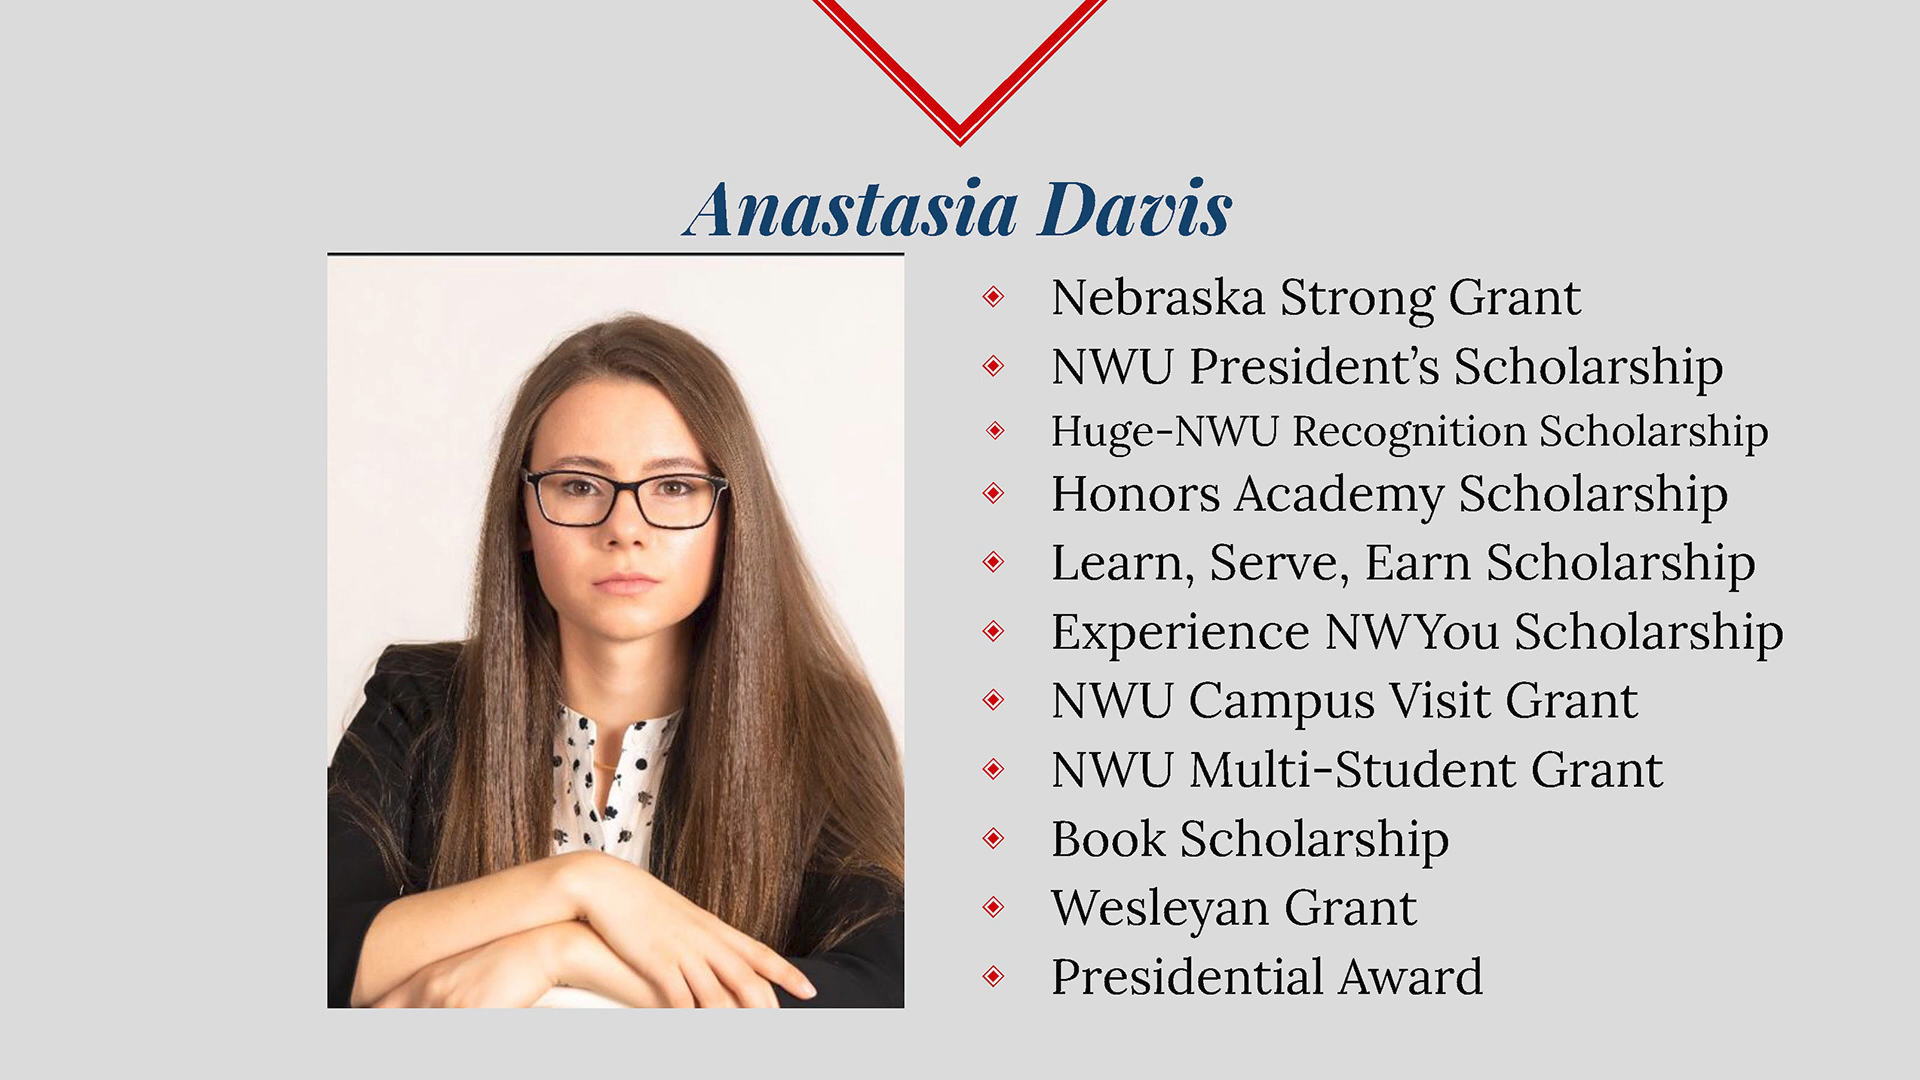 Anastasia Davis
Nebraska Strong Grant
NWU President’s Scholarship
Huge-NWU Recognition Scholarship
Honors Academy Scholarship
Learn, Serve, Earn Scholarship
Experience NWYou Scholarship
NWU Campus Visit Grant
NWU Multi-Student Grant
Book Scholarship
Wesleyan Grant
Presidential Award